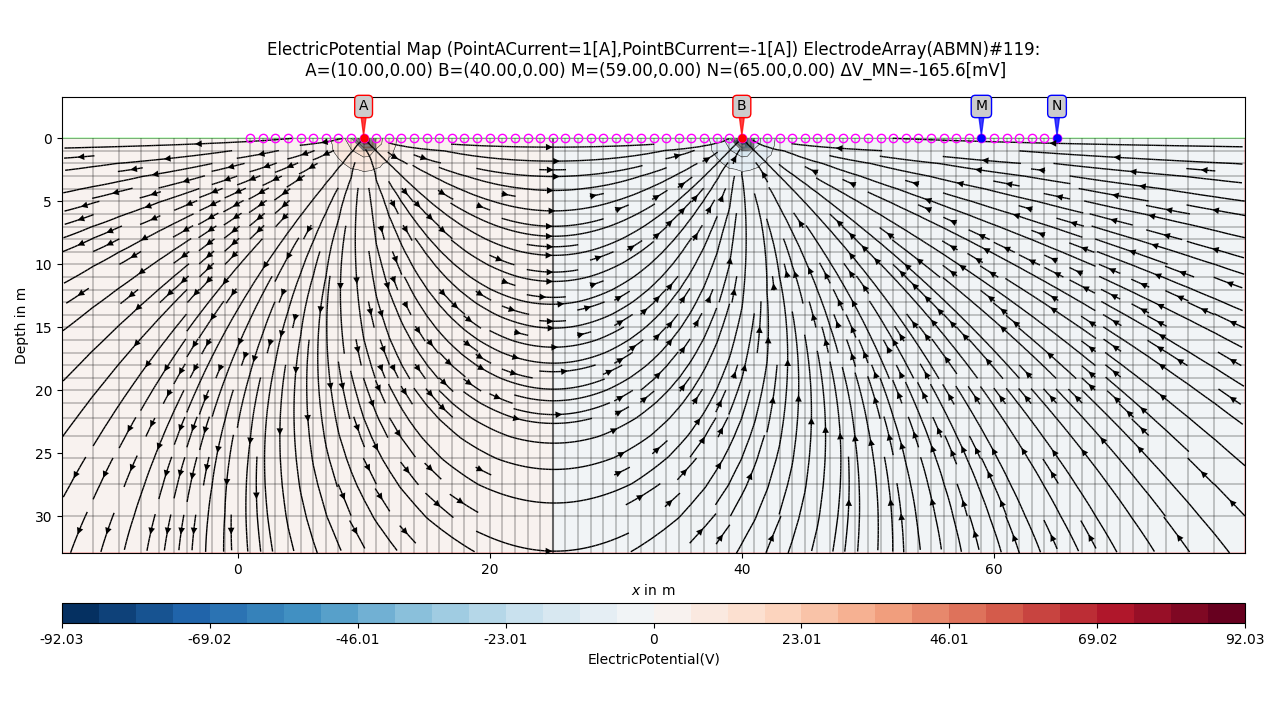 ElectricPotential Map (PointACurrent=1[A],PointBCurrent=-1[A]) ElectrodeArray(ABMN)#119:
A=(10.00,0.00) B=(40.00,0.00) M=(59.00,0.00) N=(65.00,0.00) ΔV_MN=-165.6[mV]
A B M N
0
5
10
15
20
25
30
Depth in m
0 20 40 60
x in m
-92.03 -69.02 -46.01 -23.01 0 23.01 46.01 69.02 92.03
ElectricPotential(V)